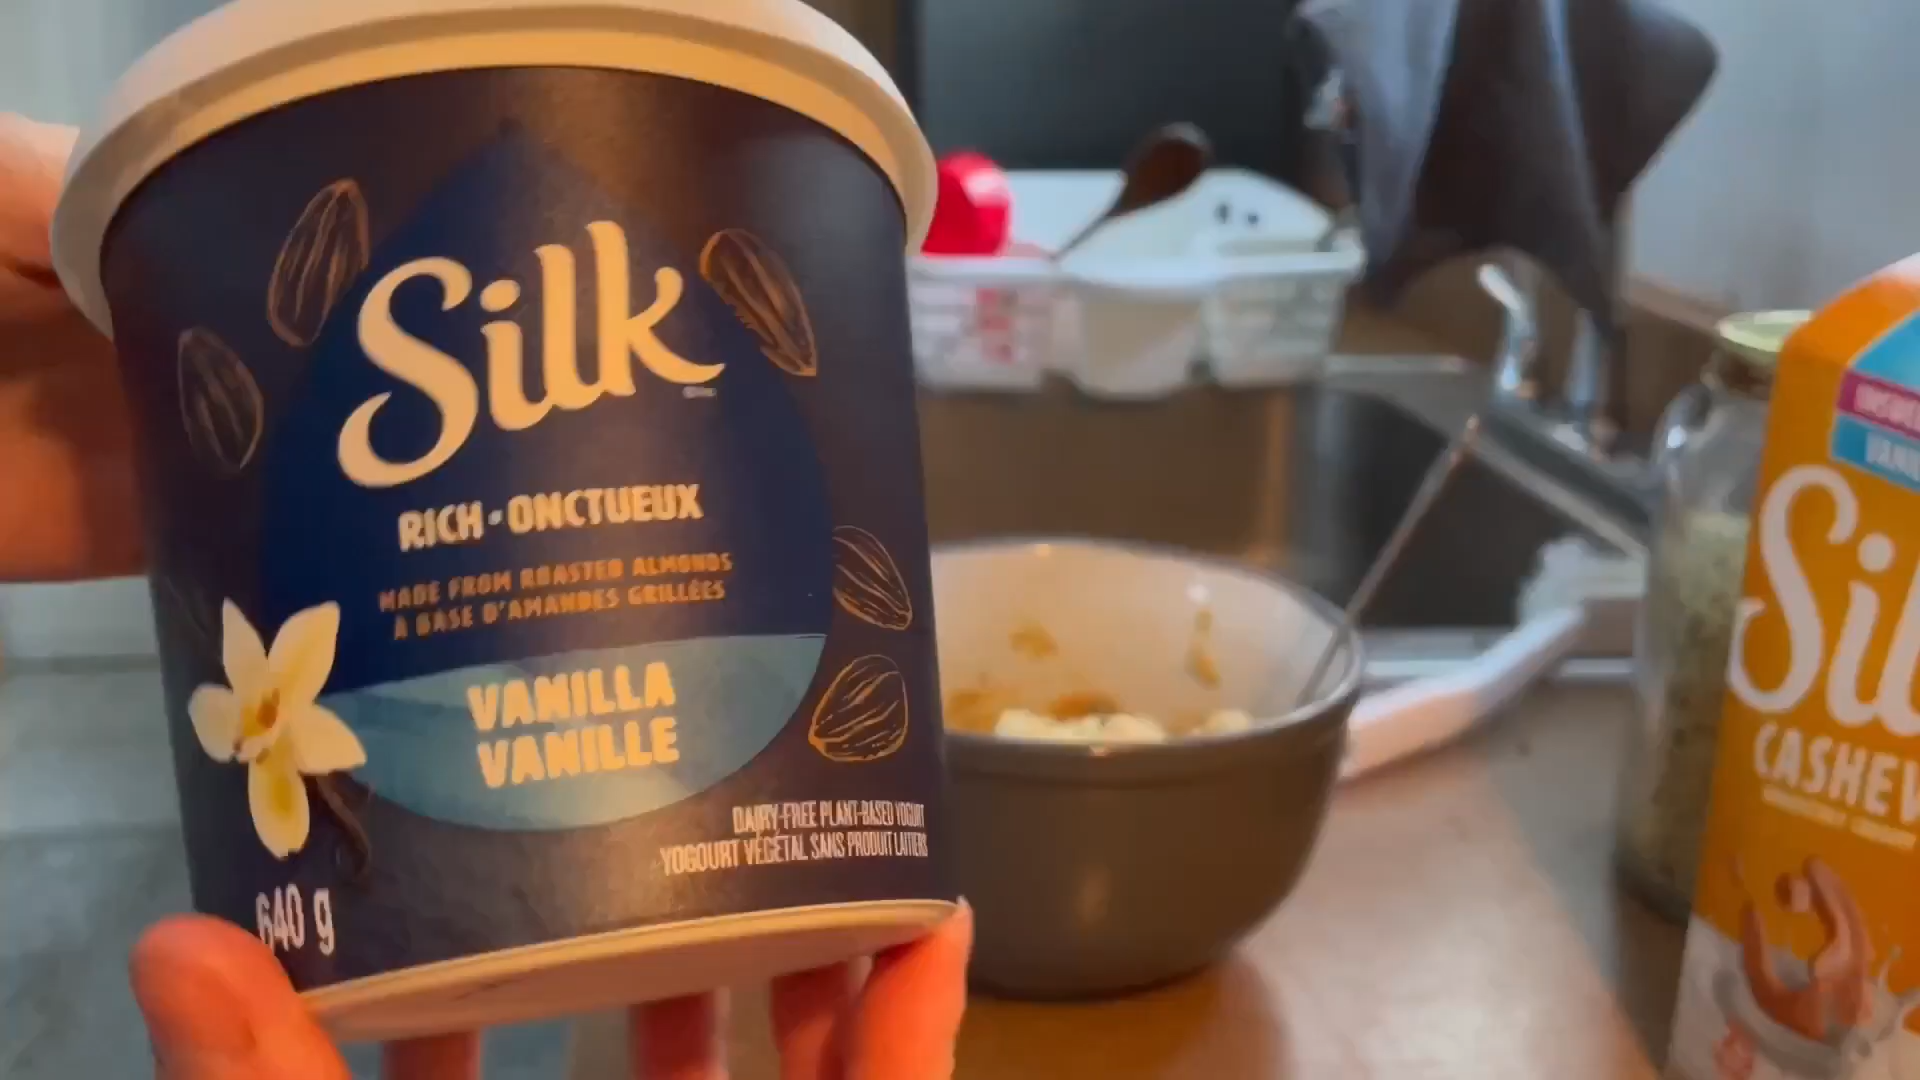 Silk
RICH • ONCTUEUX
MADE FROM ROASTED ALMONDS
À BASE D'AMANDES GRILLÉES
VANILLA
VANILLE
DAIRY-FREE PLANT-BASED YOGURT
YOGOURT VÉGÉTAL SANS PRODUIT LAITIERS
640 g
Sil
CASHEW